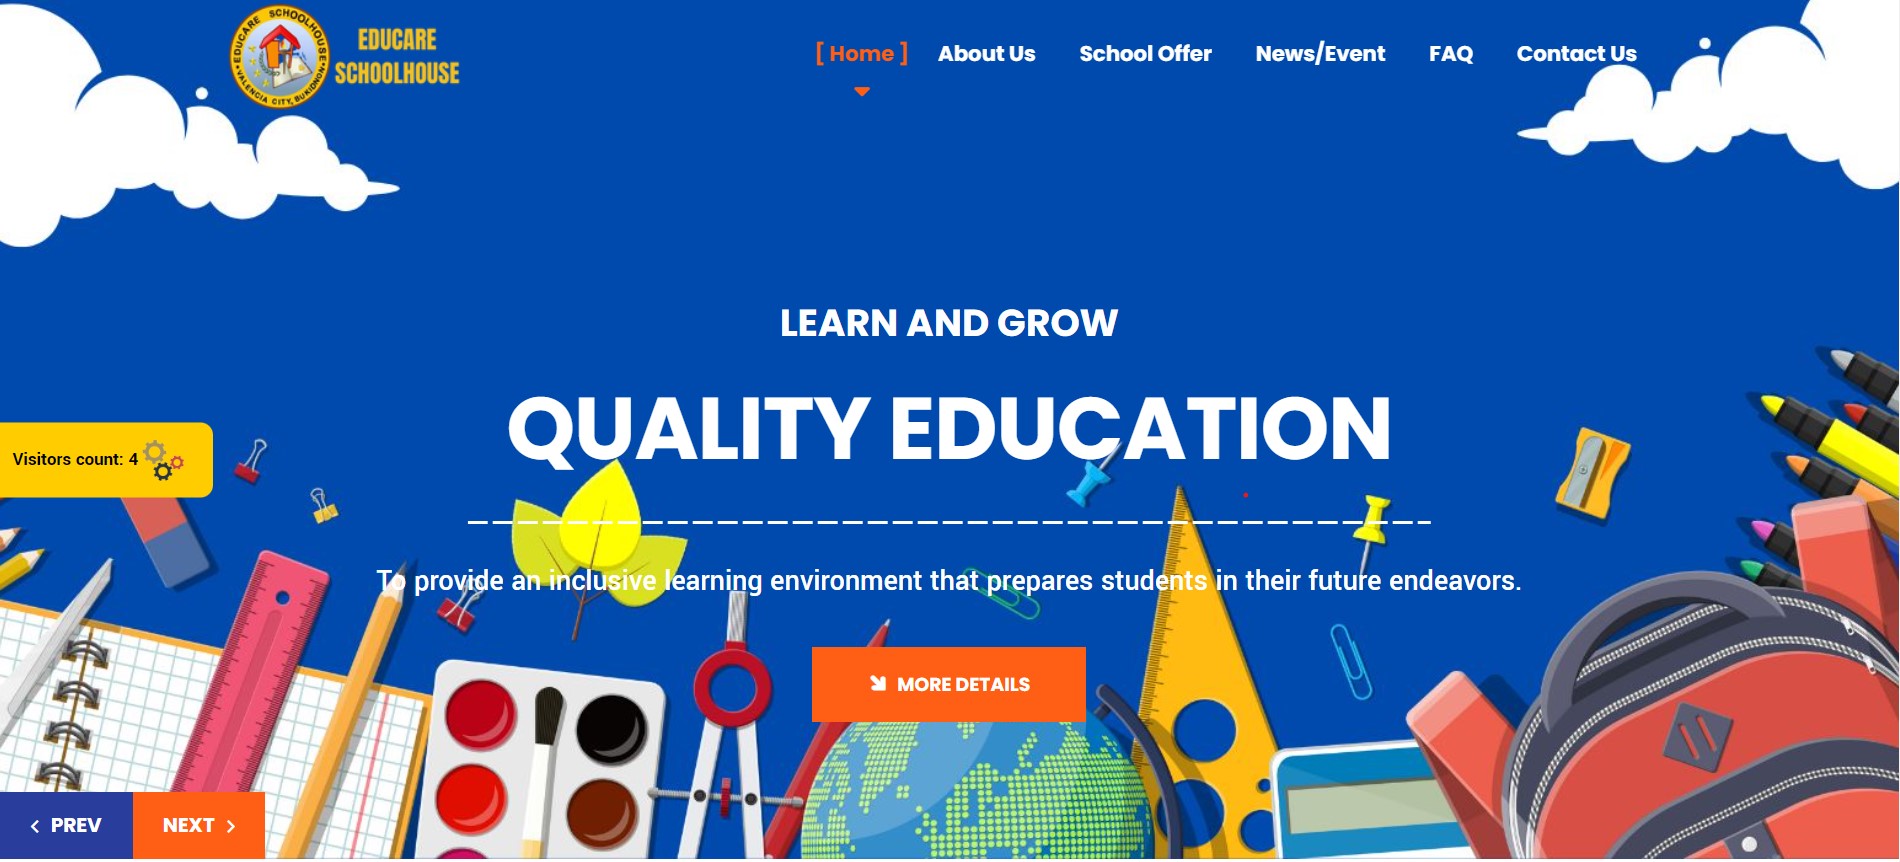 EDUCARE SCHOOLHOUSE
VALENCIA CITY, BUKIDNON
EDUCARE
SCHOOLHOUSE
[ Home ] About Us School Offer News/Event FAQ Contact Us
LEARN AND GROW
QUALITY EDUCATION
Visitors count: 4
To provide an inclusive learning environment that prepares students in their future endeavors.
MORE DETAILS
PREV NEXT